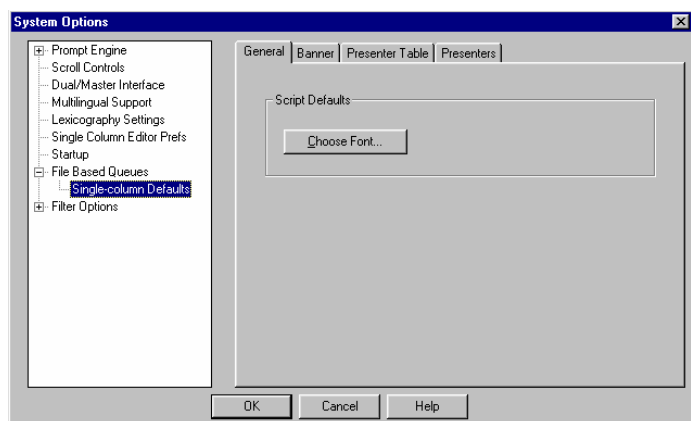 System Options
Prompt Engine
Scroll Controls
Dual/Master Interface
Multilingual Support
Lexicography Settings
Single Column Editor Prefs
Startup
File Based Queues
Single-column Defaults
Filter Options
General Banner Presenter Table Presenters
Script Defaults
Choose Font...
OK Cancel Help